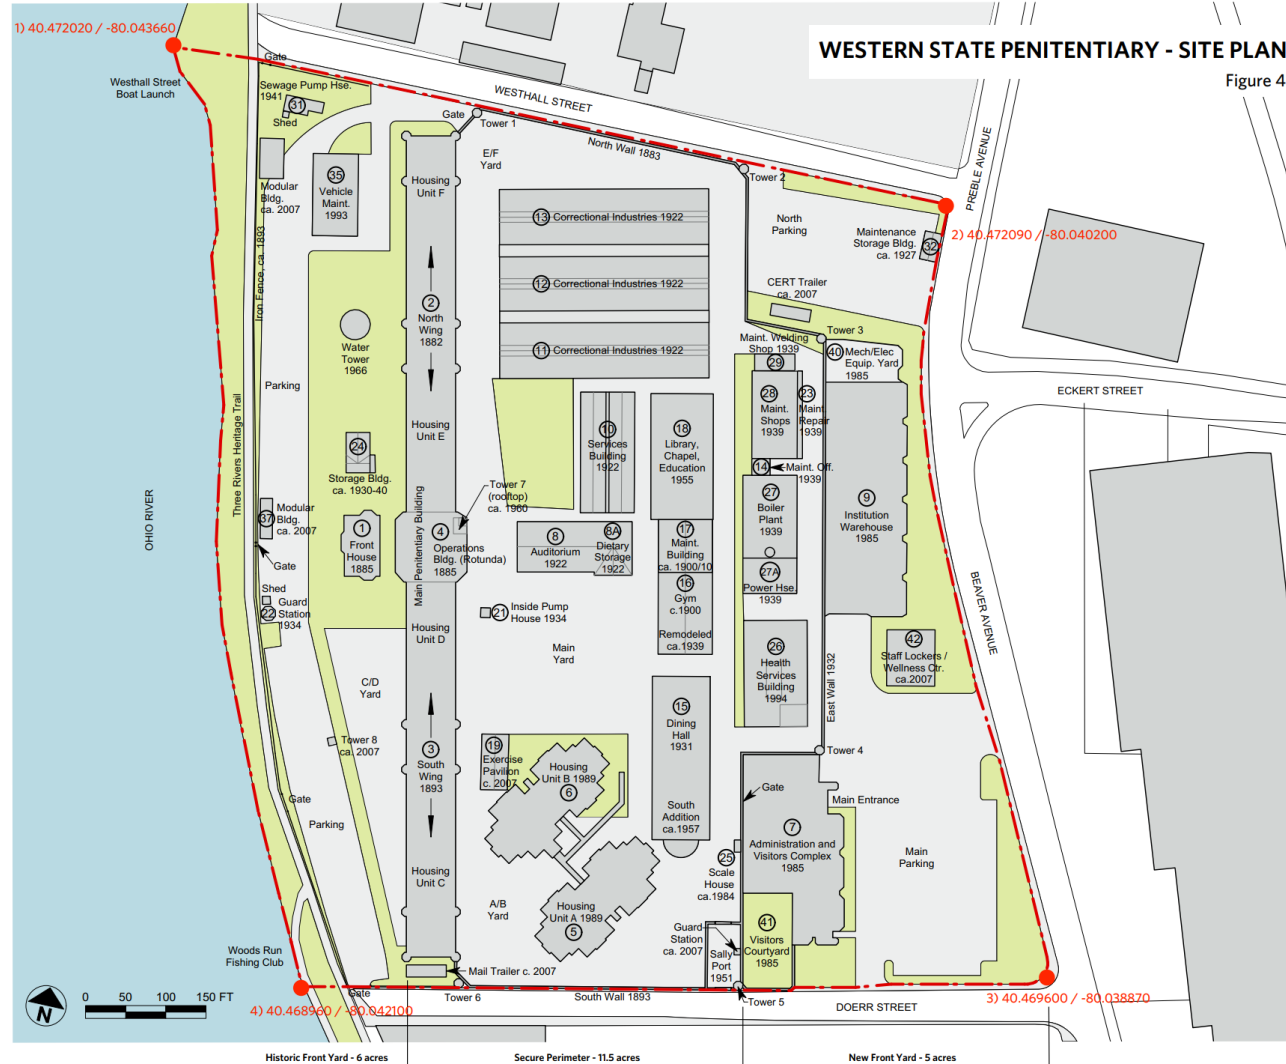 1) 40.472020 / -80.043660
WESTERN STATE PENITENTIARY - SITE PLAN
Figure 4
Gate
Westhall Street
Boat Launch
Sewage Pump Hse.
1941
31
Shed
WESTHALL STREET
Gate
Tower 1
North Wall 1883
E/F
Yard
Tower 2
PREBLE AVENUE
35
Vehicle
Maint.
1993
Modular
Bldg.
ca. 2007
Housing
Unit F
13 Correctional Industries 1922
North
Parking
Maintenance
Storage Bldg.
ca. 1927
32
2) 40.472090 / -80.040200
Iron Fence, ca. 1893
12 Correctional Industries 1922
CERT Trailer
ca. 2007
2
North
Wing
1882
Water
Tower
1966
Tower 3
Maint. Welding
Shop 1939
11 Correctional Industries 1922
29
40 Mech/Elec
Equip. Yard
1985
Parking
ECKERT STREET
Three Rivers Heritage Trail
28
Maint.
Shops
1939
23
Maint.
Repair
1939
Housing
Unit E
10
Services
Building
1922
18
Library,
Chapel,
Education
1955
24
Storage Bldg.
ca. 1930-40
14
Maint. Off.
1939
Tower 7
(rooftop)
ca. 1960
27
Boiler
Plant
1939
9
Institution
Warehouse
1985
OHIO RIVER
37
Modular
Bldg.
ca. 2007
1
Front
House
1885
Main Penitentiary Building
4
Operations
Bldg. (Rotunda)
1885
8
Auditorium
1922
8A
Dietary
Storage
1922
17
Maint.
Building
ca. 1900/10
Gate
27A
Power Hse.
1939
16
Gym
c.1900
Remodeled
ca.1939
Shed
22
Guard
Station
1934
21
Inside Pump
House 1934
BEAVER AVENUE
Housing
Unit D
Main
Yard
26
Health
Services
Building
1994
East Wall 1932
42
Staff Lockers /
Wellness Ctr.
ca.2007
C/D
Yard
15
Dining
Hall
1931
Tower 8
ca. 2007
3
South
Wing
1893
19
Exercise
Pavilion
c. 2007
Housing
Unit B 1989
6
Tower 4
Gate
Main Entrance
Gate
Parking
South
Addition
ca.1957
7
Administration and
Visitors Complex
1985
Main
Parking
25
Scale
House
ca.1984
Housing
Unit C
A/B
Yard
Housing
Unit A 1989
5
41
Visitors
Courtyard
1985
Guard
Station
ca. 2007
Sally
Port
1951
Woods Run
Fishing Club
Mail Trailer c. 2007
Gate
Tower 6
South Wall 1893
Tower 5
DOERR STREET
3) 40.469600 / -80.038870
4) 40.468960 / -80.042100
N
0 50 100 150 FT
Historic Front Yard - 6 acres
Secure Perimeter - 11.5 acres
New Front Yard - 5 acres